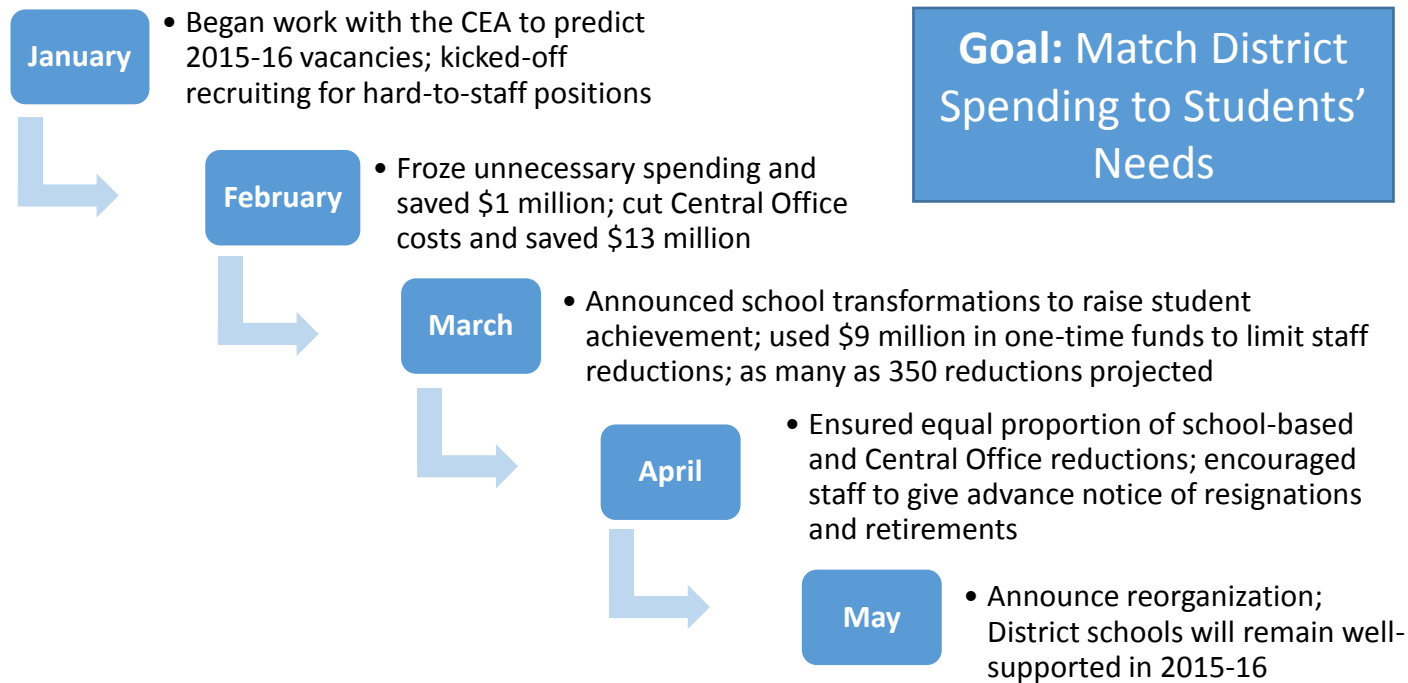 January
• Began work with the CEA to predict
2015-16 vacancies; kicked-off
recruiting for hard-to-staff positions
Goal: Match District
Spending to Students’
Needs
February
• Froze unnecessary spending and
saved $1 million; cut Central Office
costs and saved $13 million
March
• Announced school transformations to raise student
achievement; used $9 million in one-time funds to limit staff
reductions; as many as 350 reductions projected
April
• Ensured equal proportion of school-based
and Central Office reductions; encouraged
staff to give advance notice of resignations
and retirements
May
• Announce reorganization;
District schools will remain well-
supported in 2015-16